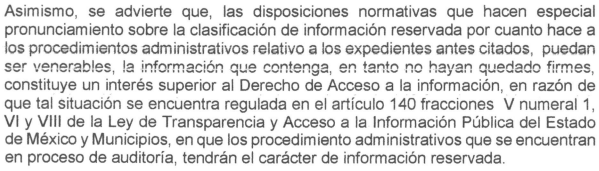 Asimismo, se advierte que, las disposiciones normativas que hacen especial
pronunciamiento sobre la clasificación de información reservada por cuanto hace a
los procedimientos administrativos relativo a los expedientes antes citados, puedan
ser venerables, la información que contenga, en tanto no hayan quedado firmes,
constituye un interés superior al Derecho de Acceso a la información, en razón de
que tal situación se encuentra regulada en el artículo 140 fracciones V numeral 1,
VI y VIII de la Ley de Transparencia y Acceso a la Información Pública del Estado
de México y Municipios, en que los procedimiento administrativos que se encuentran
en proceso de auditoría, tendrán el carácter de información reservada.